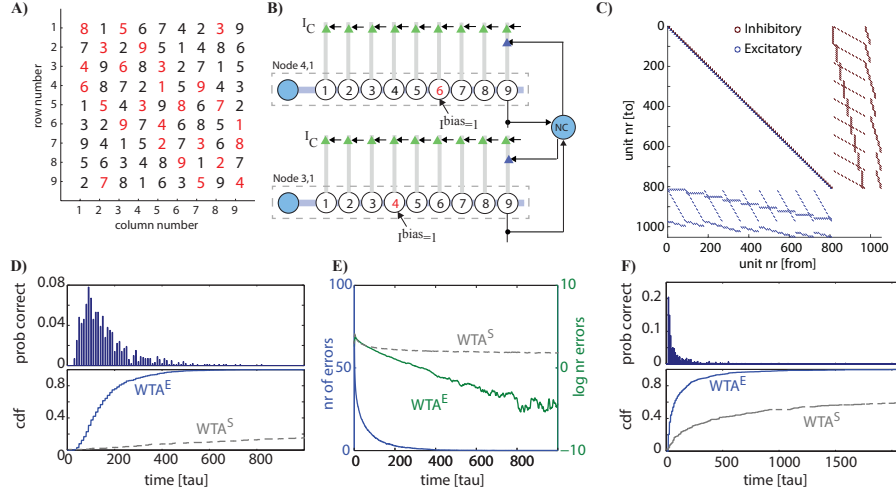 A)
row number
1 8 1 5 6 7 4 2 3 9
2 7 3 2 9 5 1 4 8 6
3 4 9 6 8 3 2 7 1 5
4 6 8 7 2 1 5 9 4 3
5 1 5 4 3 9 8 6 7 2
6 3 2 9 7 4 6 8 5 1
7 9 4 1 5 2 7 3 6 8
8 5 6 3 4 8 9 1 2 7
9 2 7 8 1 6 3 5 9 4
1 2 3 4 5 6 7 8 9
column number
B)
I_C
Node 4,1
1 2 3 4 5 6 7 8 9
I^bias=1
NC
I_C
Node 3,1
1 2 3 4 5 6 7 8 9
I^bias=1
C)
Inhibitory
Excitatory
unit nr [to]
0
200
400
600
800
1000
0 200 400 600 800 1000
unit nr [from]
D)
prob correct
0.08
0.04
0
cdf
0.8
0.4
0
WTA^E
WTA^S
0 200 400 600 800
time [tau]
E)
nr of errors
100
50
0
WTA^S
WTA^E
log nr errors
10
0
−10
0 200 400 600 800
time [tau]
F)
prob correct
0.2
0.1
0
cdf
0.8
0.4
0
WTA^E
WTA^S
0 500 1000 1500
time [tau]